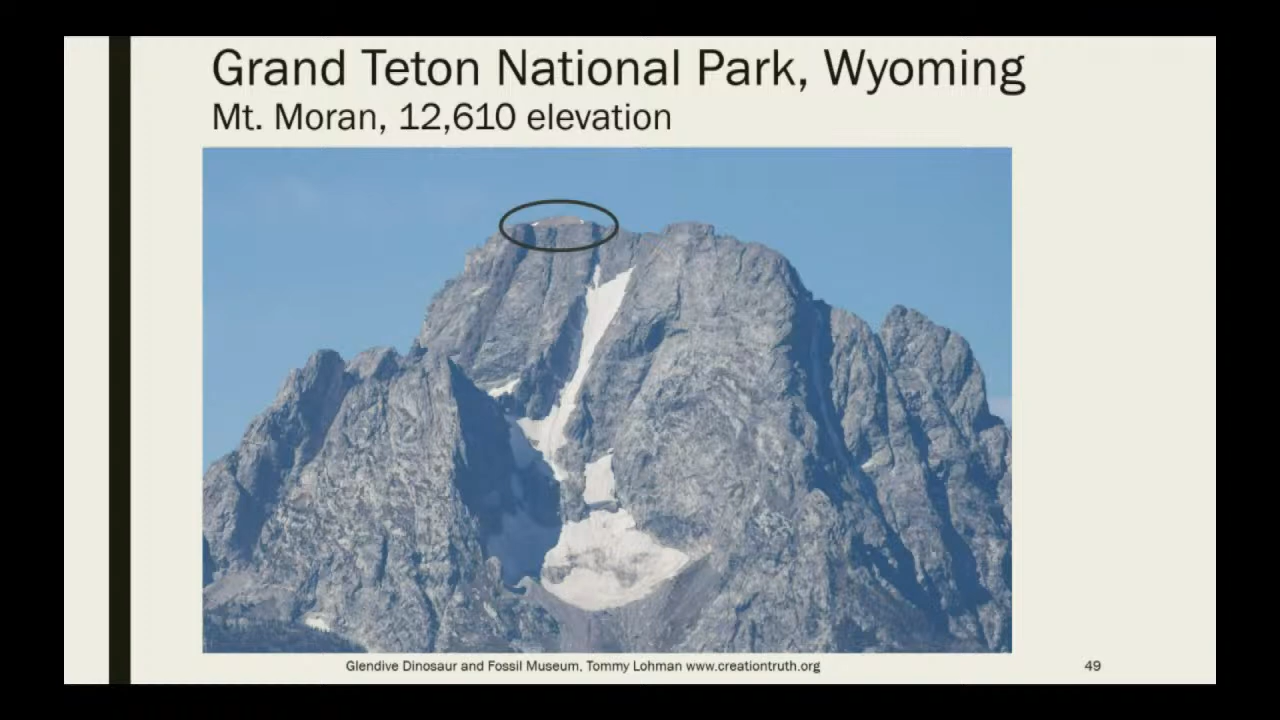 Grand Teton National Park, Wyoming
Mt. Moran, 12,610 elevation
Glendive Dinosaur and Fossil Museum, Tommy Lohman www.creationtruth.org
49